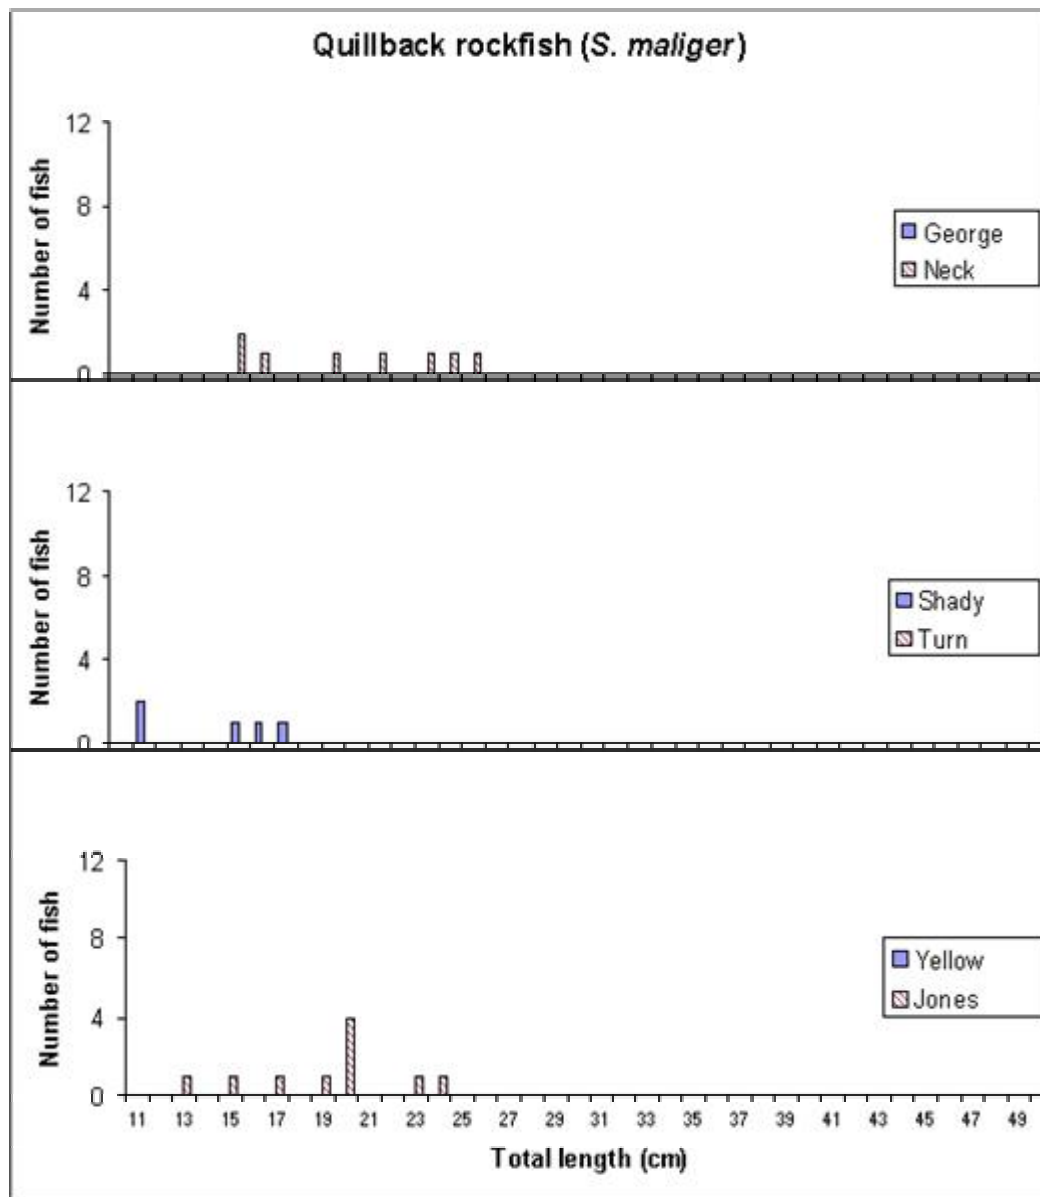 Quillback rockfish (S. maliger)
12
8
4
0
Number of fish
George
Neck
12
8
4
0
Number of fish
Shady
Turn
12
8
4
0
Number of fish
Yellow
Jones
11 13 15 17 19 21 23 25 27 29 31 33 35 37 39 41 43 45 47 49
Total length (cm)